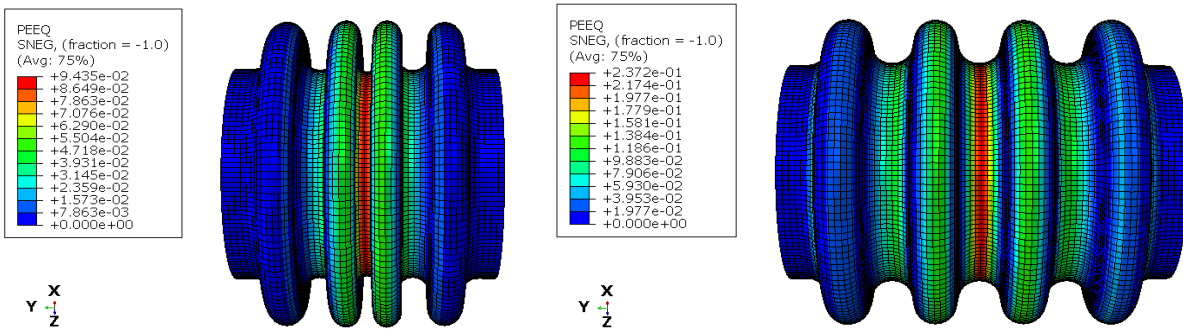 PEEQ
SNEG, (fraction = -1.0)
(Avg: 75%)
+9.435e-02
+8.649e-02
+7.863e-02
+7.076e-02
+6.290e-02
+5.504e-02
+4.718e-02
+3.931e-02
+3.145e-02
+2.359e-02
+1.573e-02
+7.863e-03
+0.000e+00
X
Y
Z
PEEQ
SNEG, (fraction = -1.0)
(Avg: 75%)
+2.372e-01
+2.174e-01
+1.977e-01
+1.779e-01
+1.581e-01
+1.384e-01
+1.186e-01
+9.883e-02
+7.906e-02
+5.930e-02
+3.953e-02
+1.977e-02
+0.000e+00
X
Y
Z